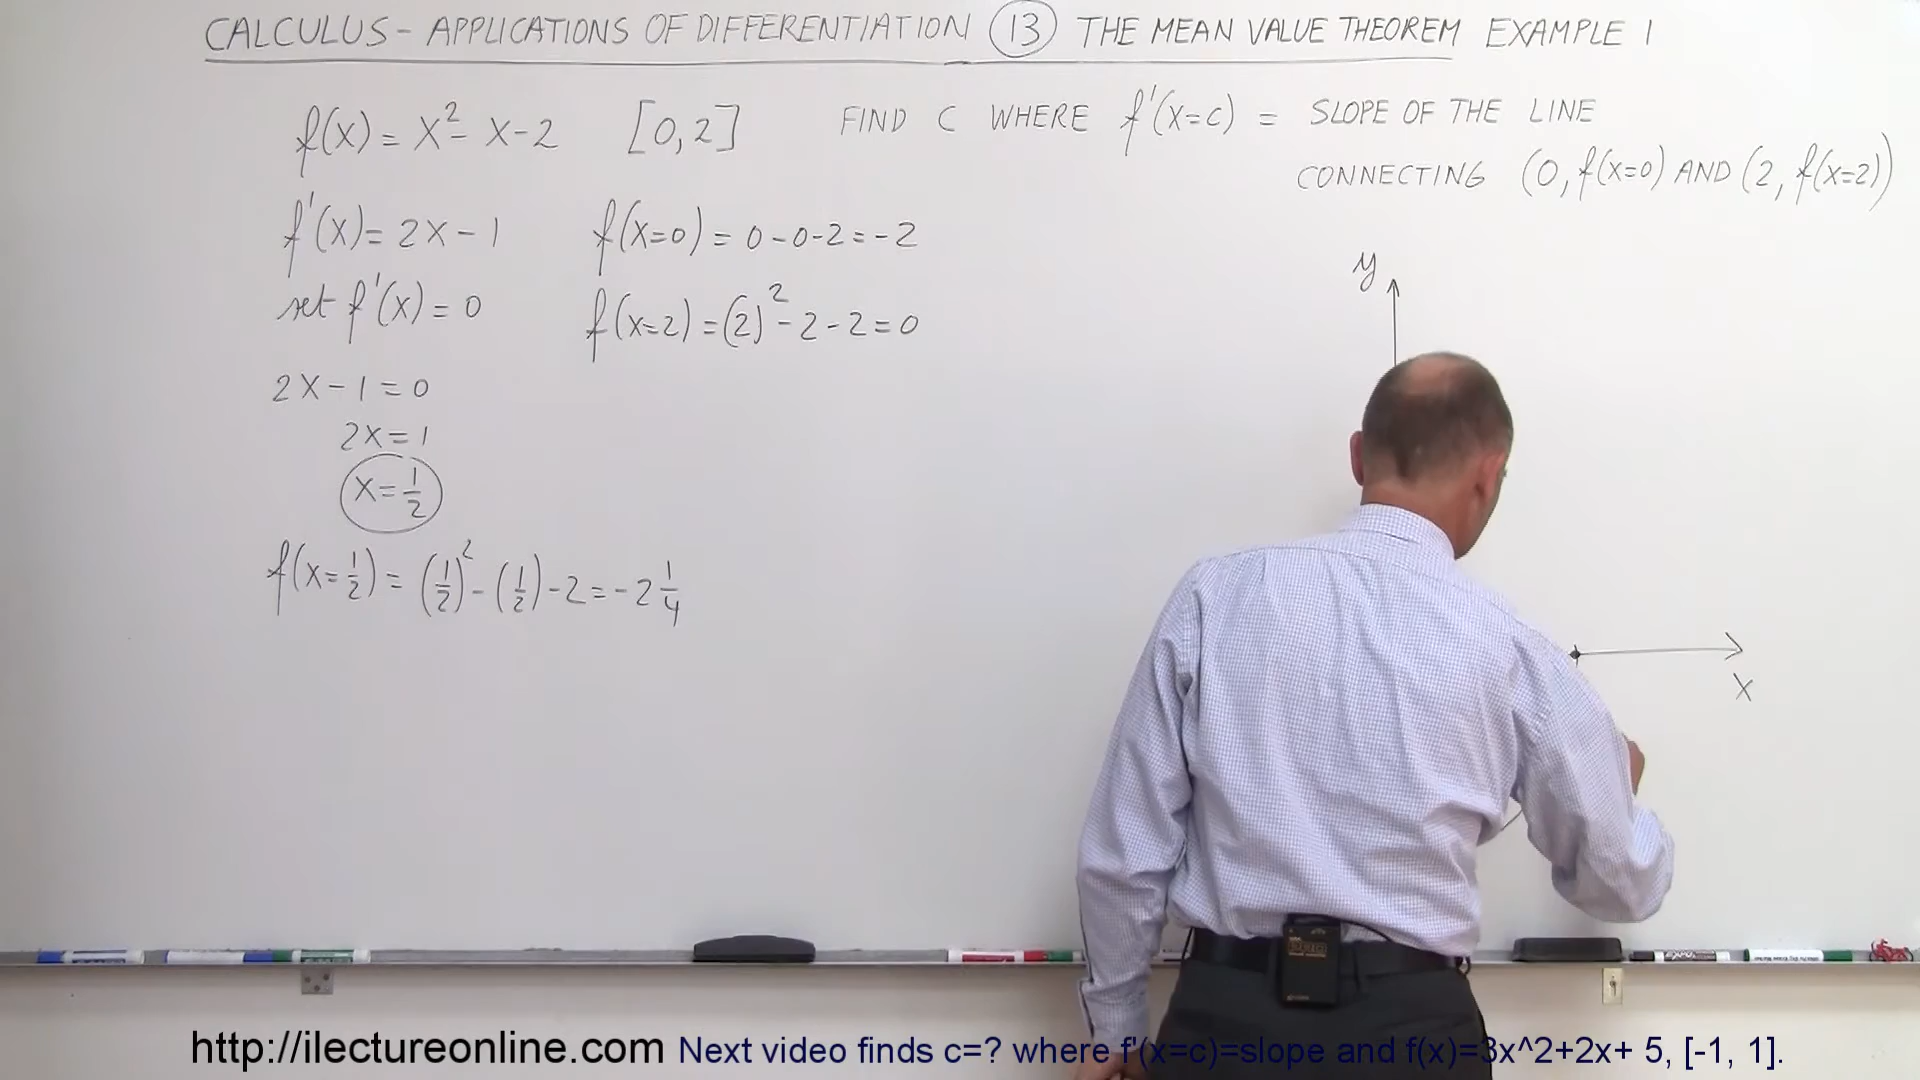 CALCULUS - APPLICATIONS OF DIFFERENTIATION 13 THE MEAN VALUE THEOREM EXAMPLE 1
f(x) = x² - x - 2 [0,2] FIND C WHERE f'(x=c) = SLOPE OF THE LINE
CONNECTING (0, f(x=0) AND (2, f(x=2))
f'(x) = 2x - 1 f(x=0) = 0 - 0 - 2 = -2
set f'(x) = 0 f(x=2) = (2)² - 2 - 2 = 0
y
2x - 1 = 0
2x = 1
x = 1/2
f(x=1/2) = (1/2)² - (1/2) - 2 = -2 1/4
x
http://ilectureonline.com Next video finds c=? where f'(x=c)=slope and f(x)=3x^2+2x+ 5, [-1, 1].